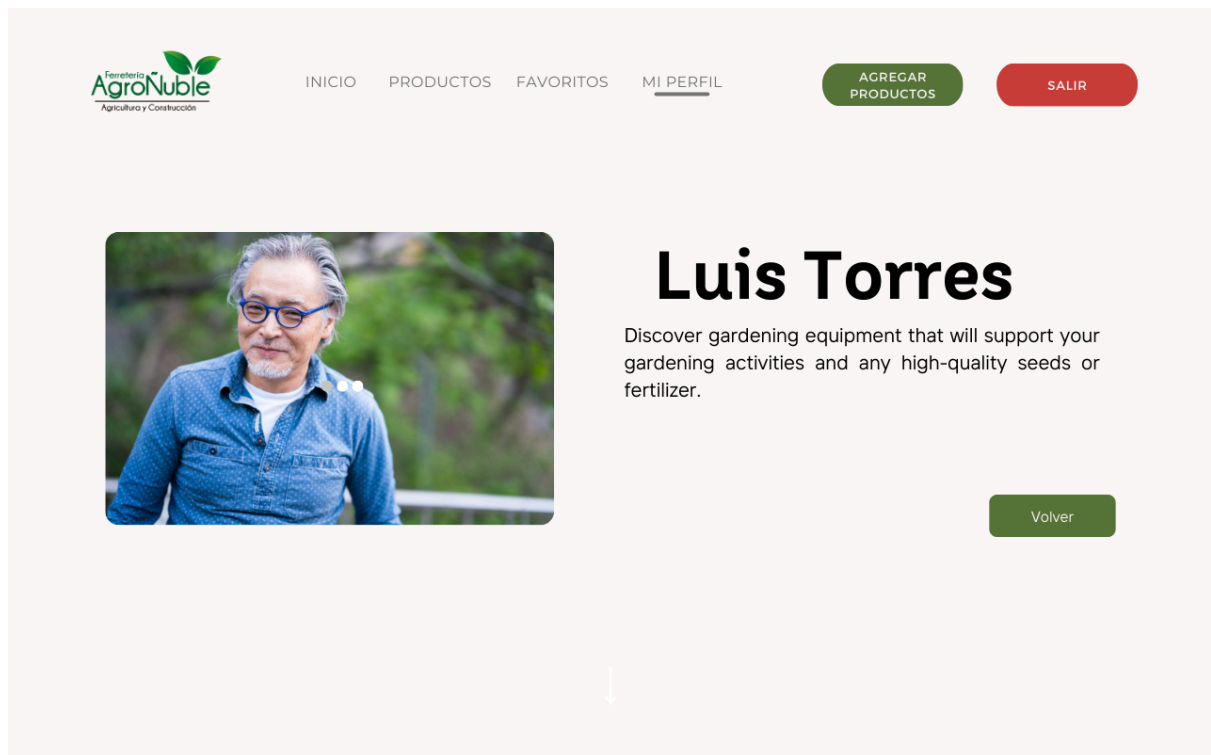 Ferretería
AgroÑuble
Agricultura y Construcción
INICIO
PRODUCTOS
FAVORITOS
MI PERFIL
AGREGAR
PRODUCTOS
SALIR
Luis Torres
Discover gardening equipment that will support your
gardening activities and any high-quality seeds or
fertilizer.
Volver